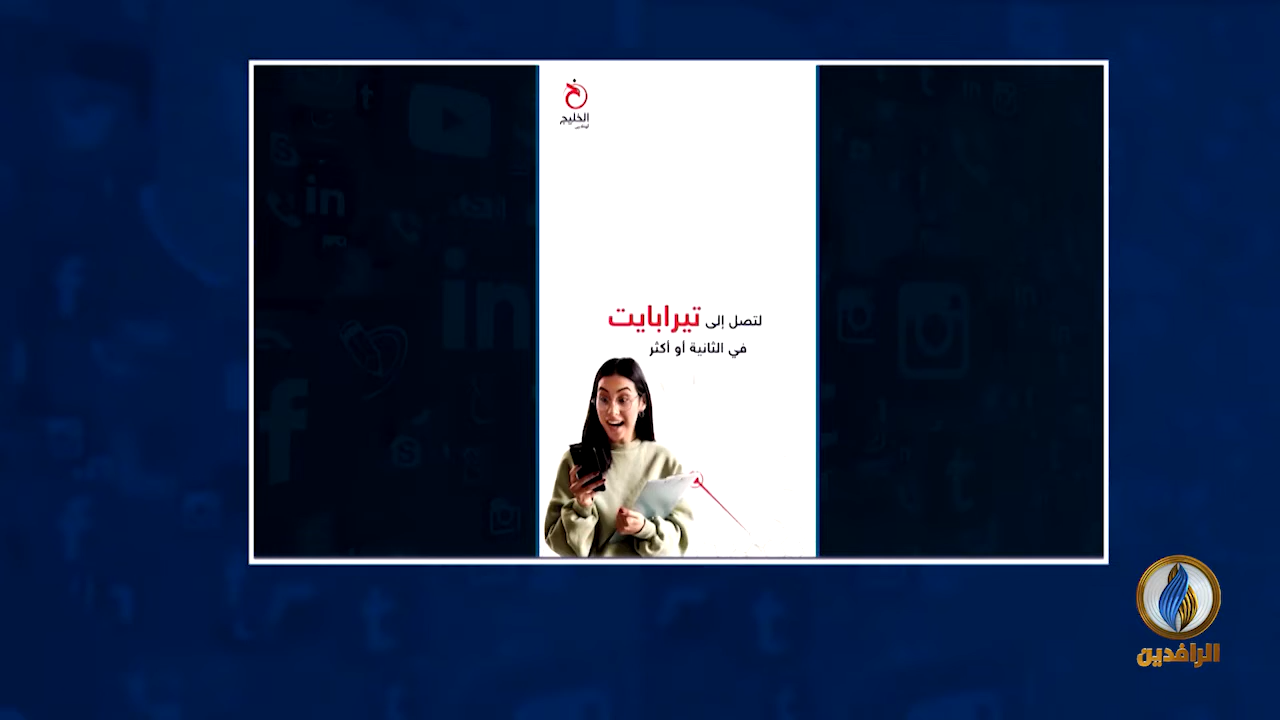 الخليج
لتصل إلى تيرابايت
في الثانية أو أكثر
الرافدين